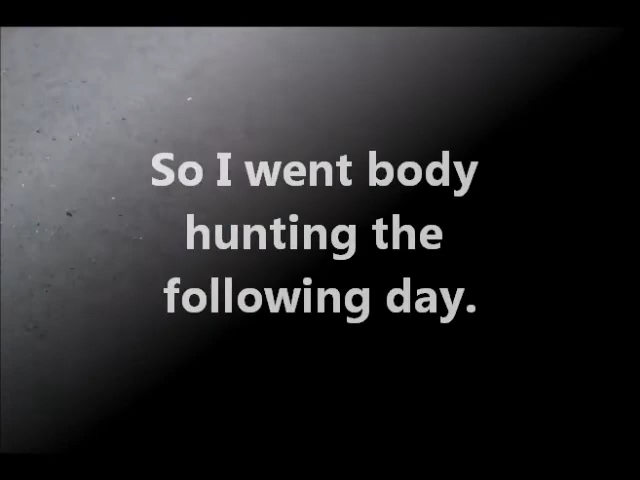 So I went body
hunting the
following day.